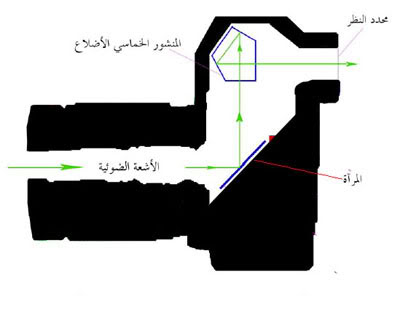 محدد النظر
المنشور الخماسي الأضلاع
الأشعة الضوئية
المرآة